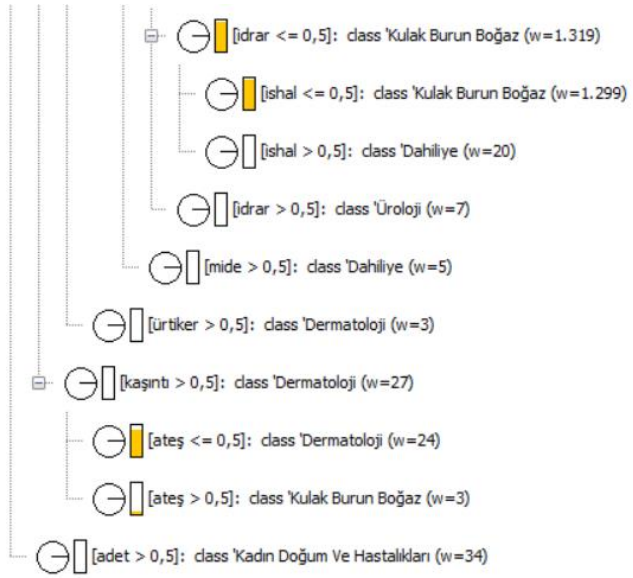 [idrar <= 0,5]: class 'Kulak Burun Boğaz (w=1.319)
[ishal <= 0,5]: class 'Kulak Burun Boğaz (w=1.299)
[ishal > 0,5]: class 'Dahiliye (w=20)
[idrar > 0,5]: class 'Üroloji (w=7)
[mide > 0,5]: class 'Dahiliye (w=5)
[ürtiker > 0,5]: class 'Dermatoloji (w=3)
[kaşıntı > 0,5]: class 'Dermatoloji (w=27)
[ateş <= 0,5]: class 'Dermatoloji (w=24)
[ateş > 0,5]: class 'Kulak Burun Boğaz (w=3)
[adet > 0,5]: class 'Kadın Doğum Ve Hastalıkları (w=34)